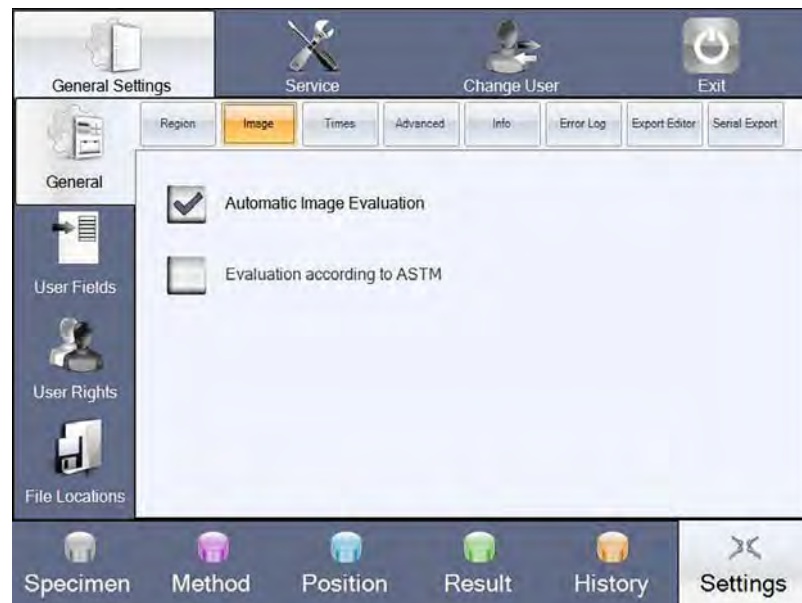 General Settings
Service
Change User
Exit
General
Region
Image
Times
Advanced
Info
Error Log
Export Editor
Serial Export
Automatic Image Evaluation
Evaluation according to ASTM
User Fields
User Rights
File Locations
Specimen
Method
Position
Result
History
Settings